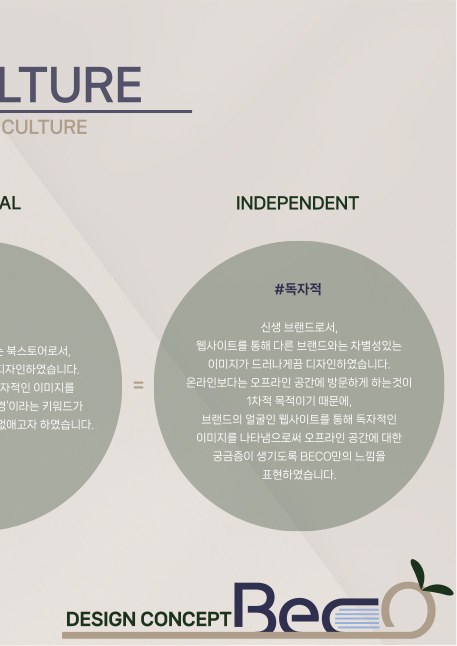 LTURE
CULTURE
AL
INDEPENDENT
는 북스토어로서,
디자인하였습니다.
자적인 이미지를
경'이라는 키워드가
없애고자 하였습니다.
=
#독자적
신생 브랜드로서,
웹사이트를 통해 다른 브랜드와는 차별성있는
이미지가 드러나게끔 디자인하였습니다.
온라인보다는 오프라인 공간에 방문하게 하는것이
1차적 목적이기 때문에,
브랜드의 얼굴인 웹사이트를 통해 독자적인
이미지를 나타냄으로써 오프라인 공간에 대한
궁금증이 생기도록 BECO만의 느낌을
표현하였습니다.
DESIGN CONCEPT Beco